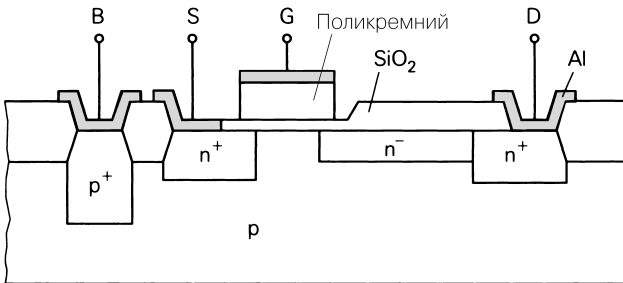 B S G D
Поликремний
SiO₂
Al
n⁺ n⁻ n⁺
p⁺
p